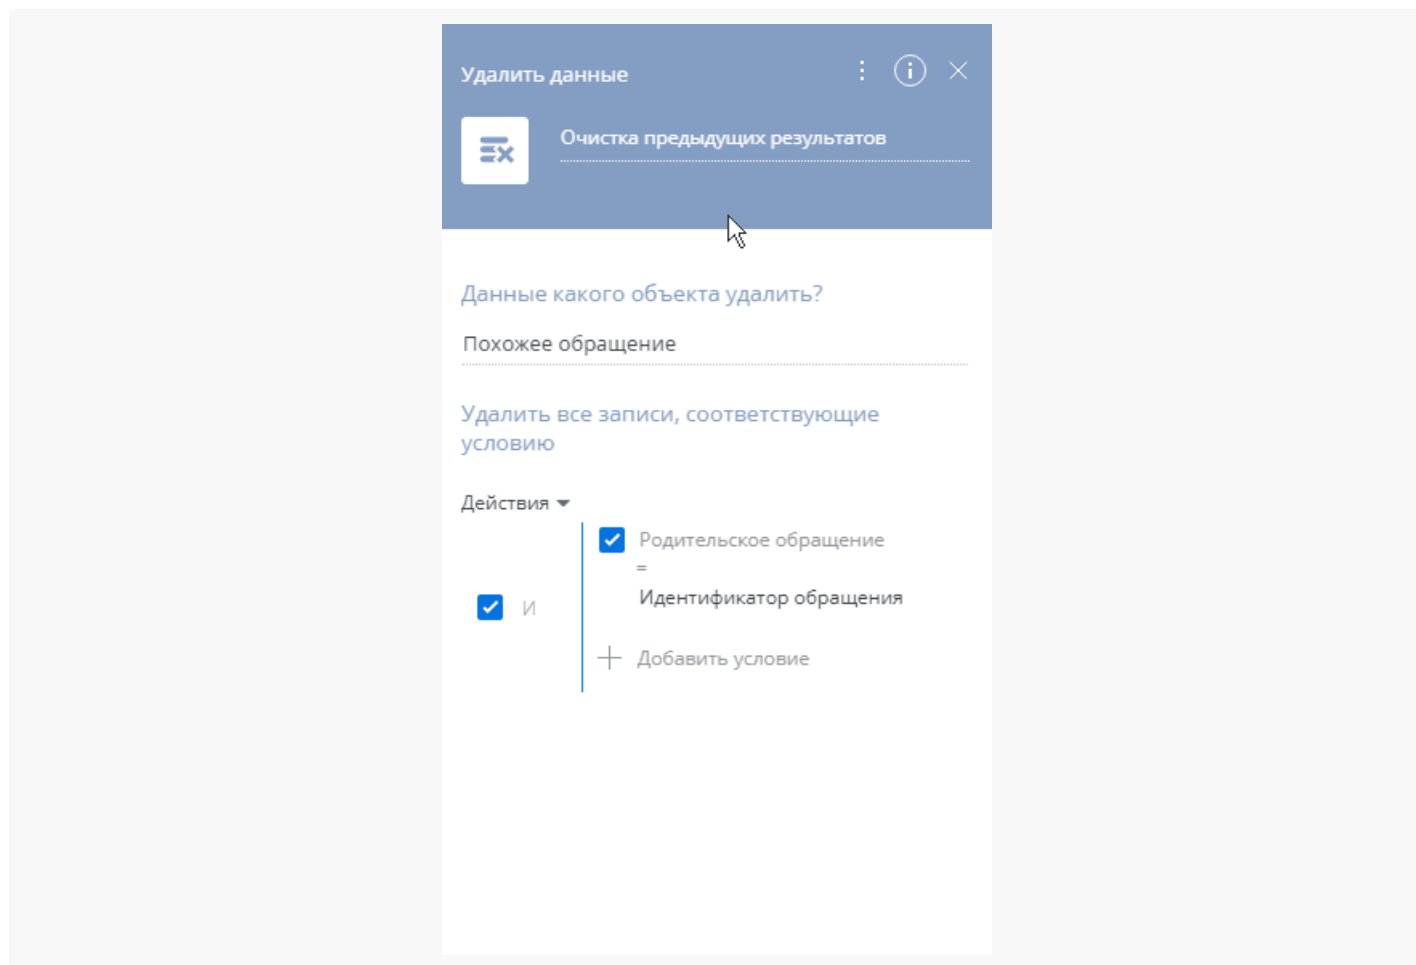 Удалить данные
Очистка предыдущих результатов
Данные какого объекта удалить?
Похожее обращение
Удалить все записи, соответствующие
условию
Действия
Родительское обращение
=
Идентификатор обращения
И
Добавить условие